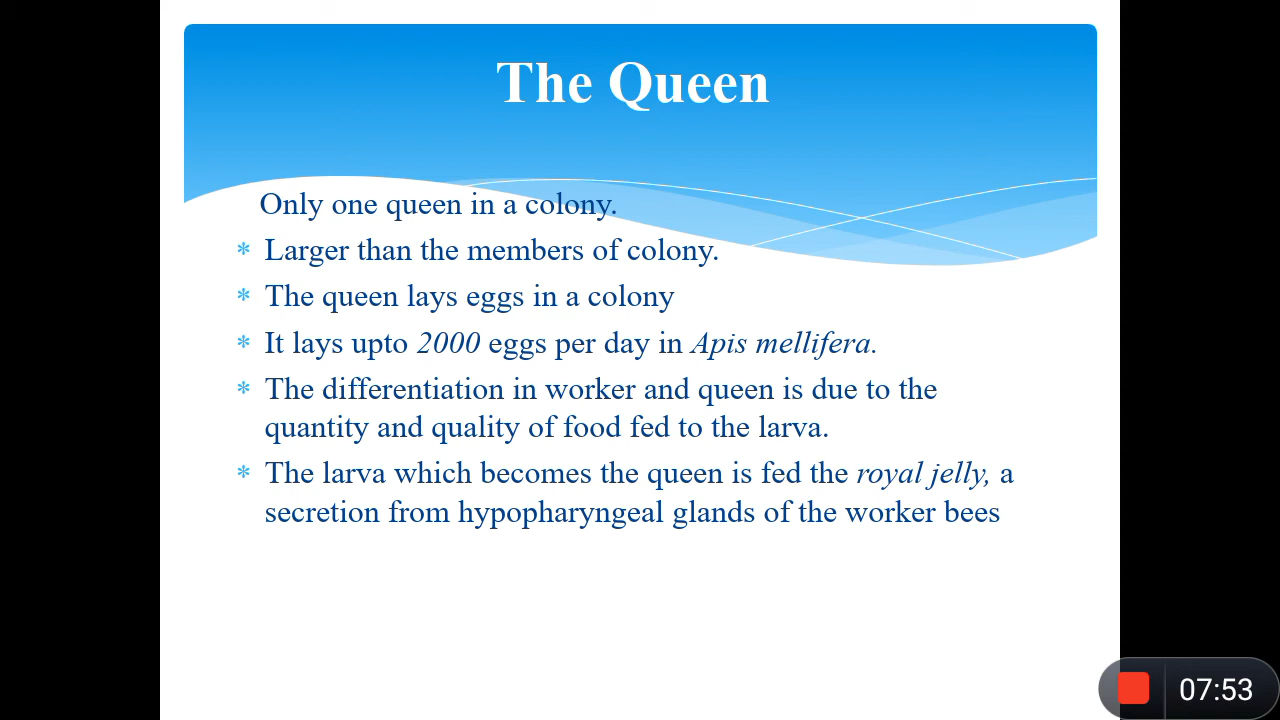 The Queen
Only one queen in a colony.
* Larger than the members of colony.
* The queen lays eggs in a colony
* It lays upto 2000 eggs per day in Apis mellifera.
* The differentiation in worker and queen is due to the
quantity and quality of food fed to the larva.
* The larva which becomes the queen is fed the royal jelly, a
secretion from hypopharyngeal glands of the worker bees
07:53